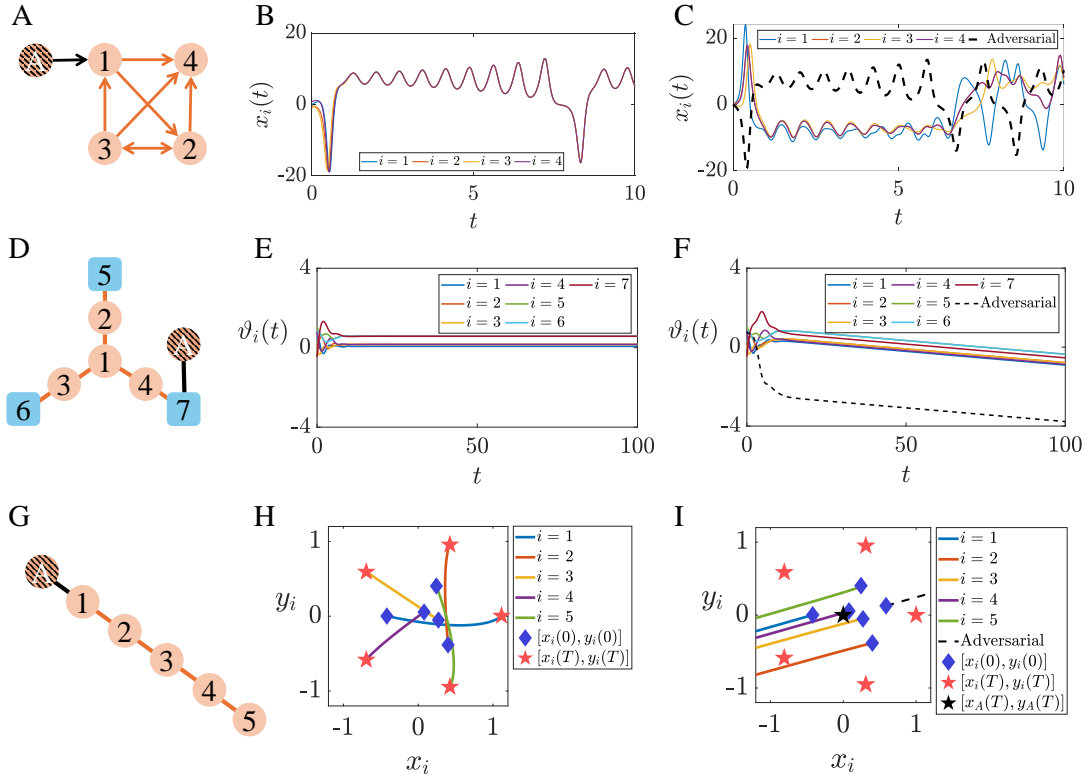 A
A
1
4
3
2
B
20
0
-20
x_i(t)
0
5
10
t
i = 1 i = 2 i = 3 i = 4
C
20
0
-20
x_i(t)
0
5
10
t
i = 1 i = 2 i = 3 i = 4 Adversarial
D
5
2
A
1
3
4
6
7
E
4
0
-4
ϑ_i(t)
0
50
100
t
i = 1 i = 4 i = 7
i = 2 i = 5
i = 3 i = 6
F
4
0
-4
ϑ_i(t)
0
50
100
t
i = 1 i = 4 i = 7
i = 2 i = 5 Adversarial
i = 3 i = 6
G
A
1
2
3
4
5
H
1
0
-1
y_i
-1
0
1
x_i
i = 1
i = 2
i = 3
i = 4
i = 5
[x_i(0), y_i(0)]
[x_i(T), y_i(T)]
I
1
0
-1
y_i
-1
0
1
x_i
i = 1
i = 2
i = 3
i = 4
i = 5
Adversarial
[x_i(0), y_i(0)]
[x_i(T), y_i(T)]
[x_A(T), y_A(T)]